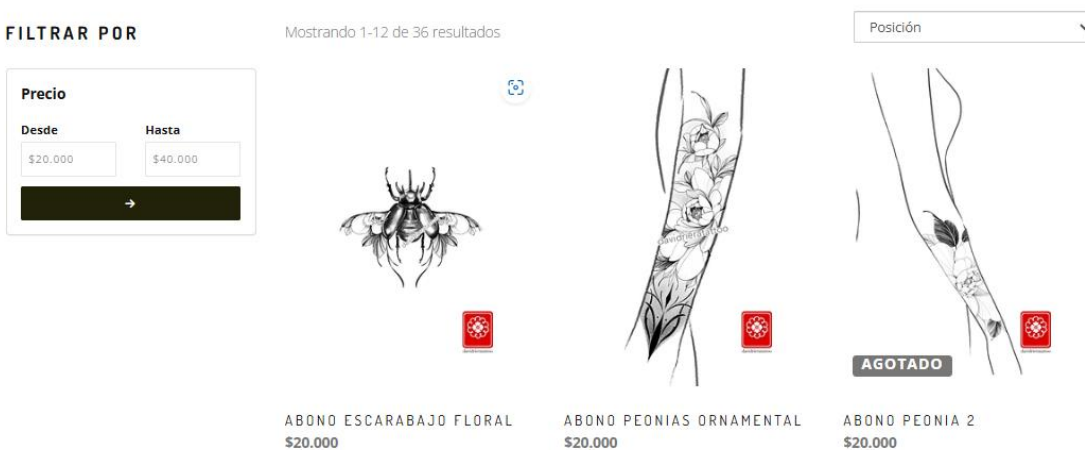 FILTRAR POR
Precio
Desde
Hasta
$20.000
$40.000
Mostrando 1-12 de 36 resultados
Posición
AGOTADO
ABONO ESCARABAJO FLORAL
$20.000
ABONO PEONIAS ORNAMENTAL
$20.000
ABONO PEONIA 2
$20.000